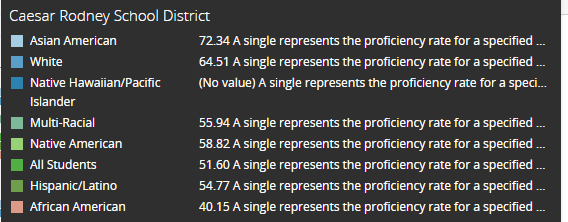 Caesar Rodney School District
Asian American 72.34 A single represents the proficiency rate for a specified ...
White 64.51 A single represents the proficiency rate for a specified ...
Native Hawaiian/Pacific (No value) A single represents the proficiency rate for a speci...
Islander
Multi-Racial 55.94 A single represents the proficiency rate for a specified ...
Native American 58.82 A single represents the proficiency rate for a specified ...
All Students 51.60 A single represents the proficiency rate for a specified ...
Hispanic/Latino 54.77 A single represents the proficiency rate for a specified ...
African American 40.15 A single represents the proficiency rate for a specified ...